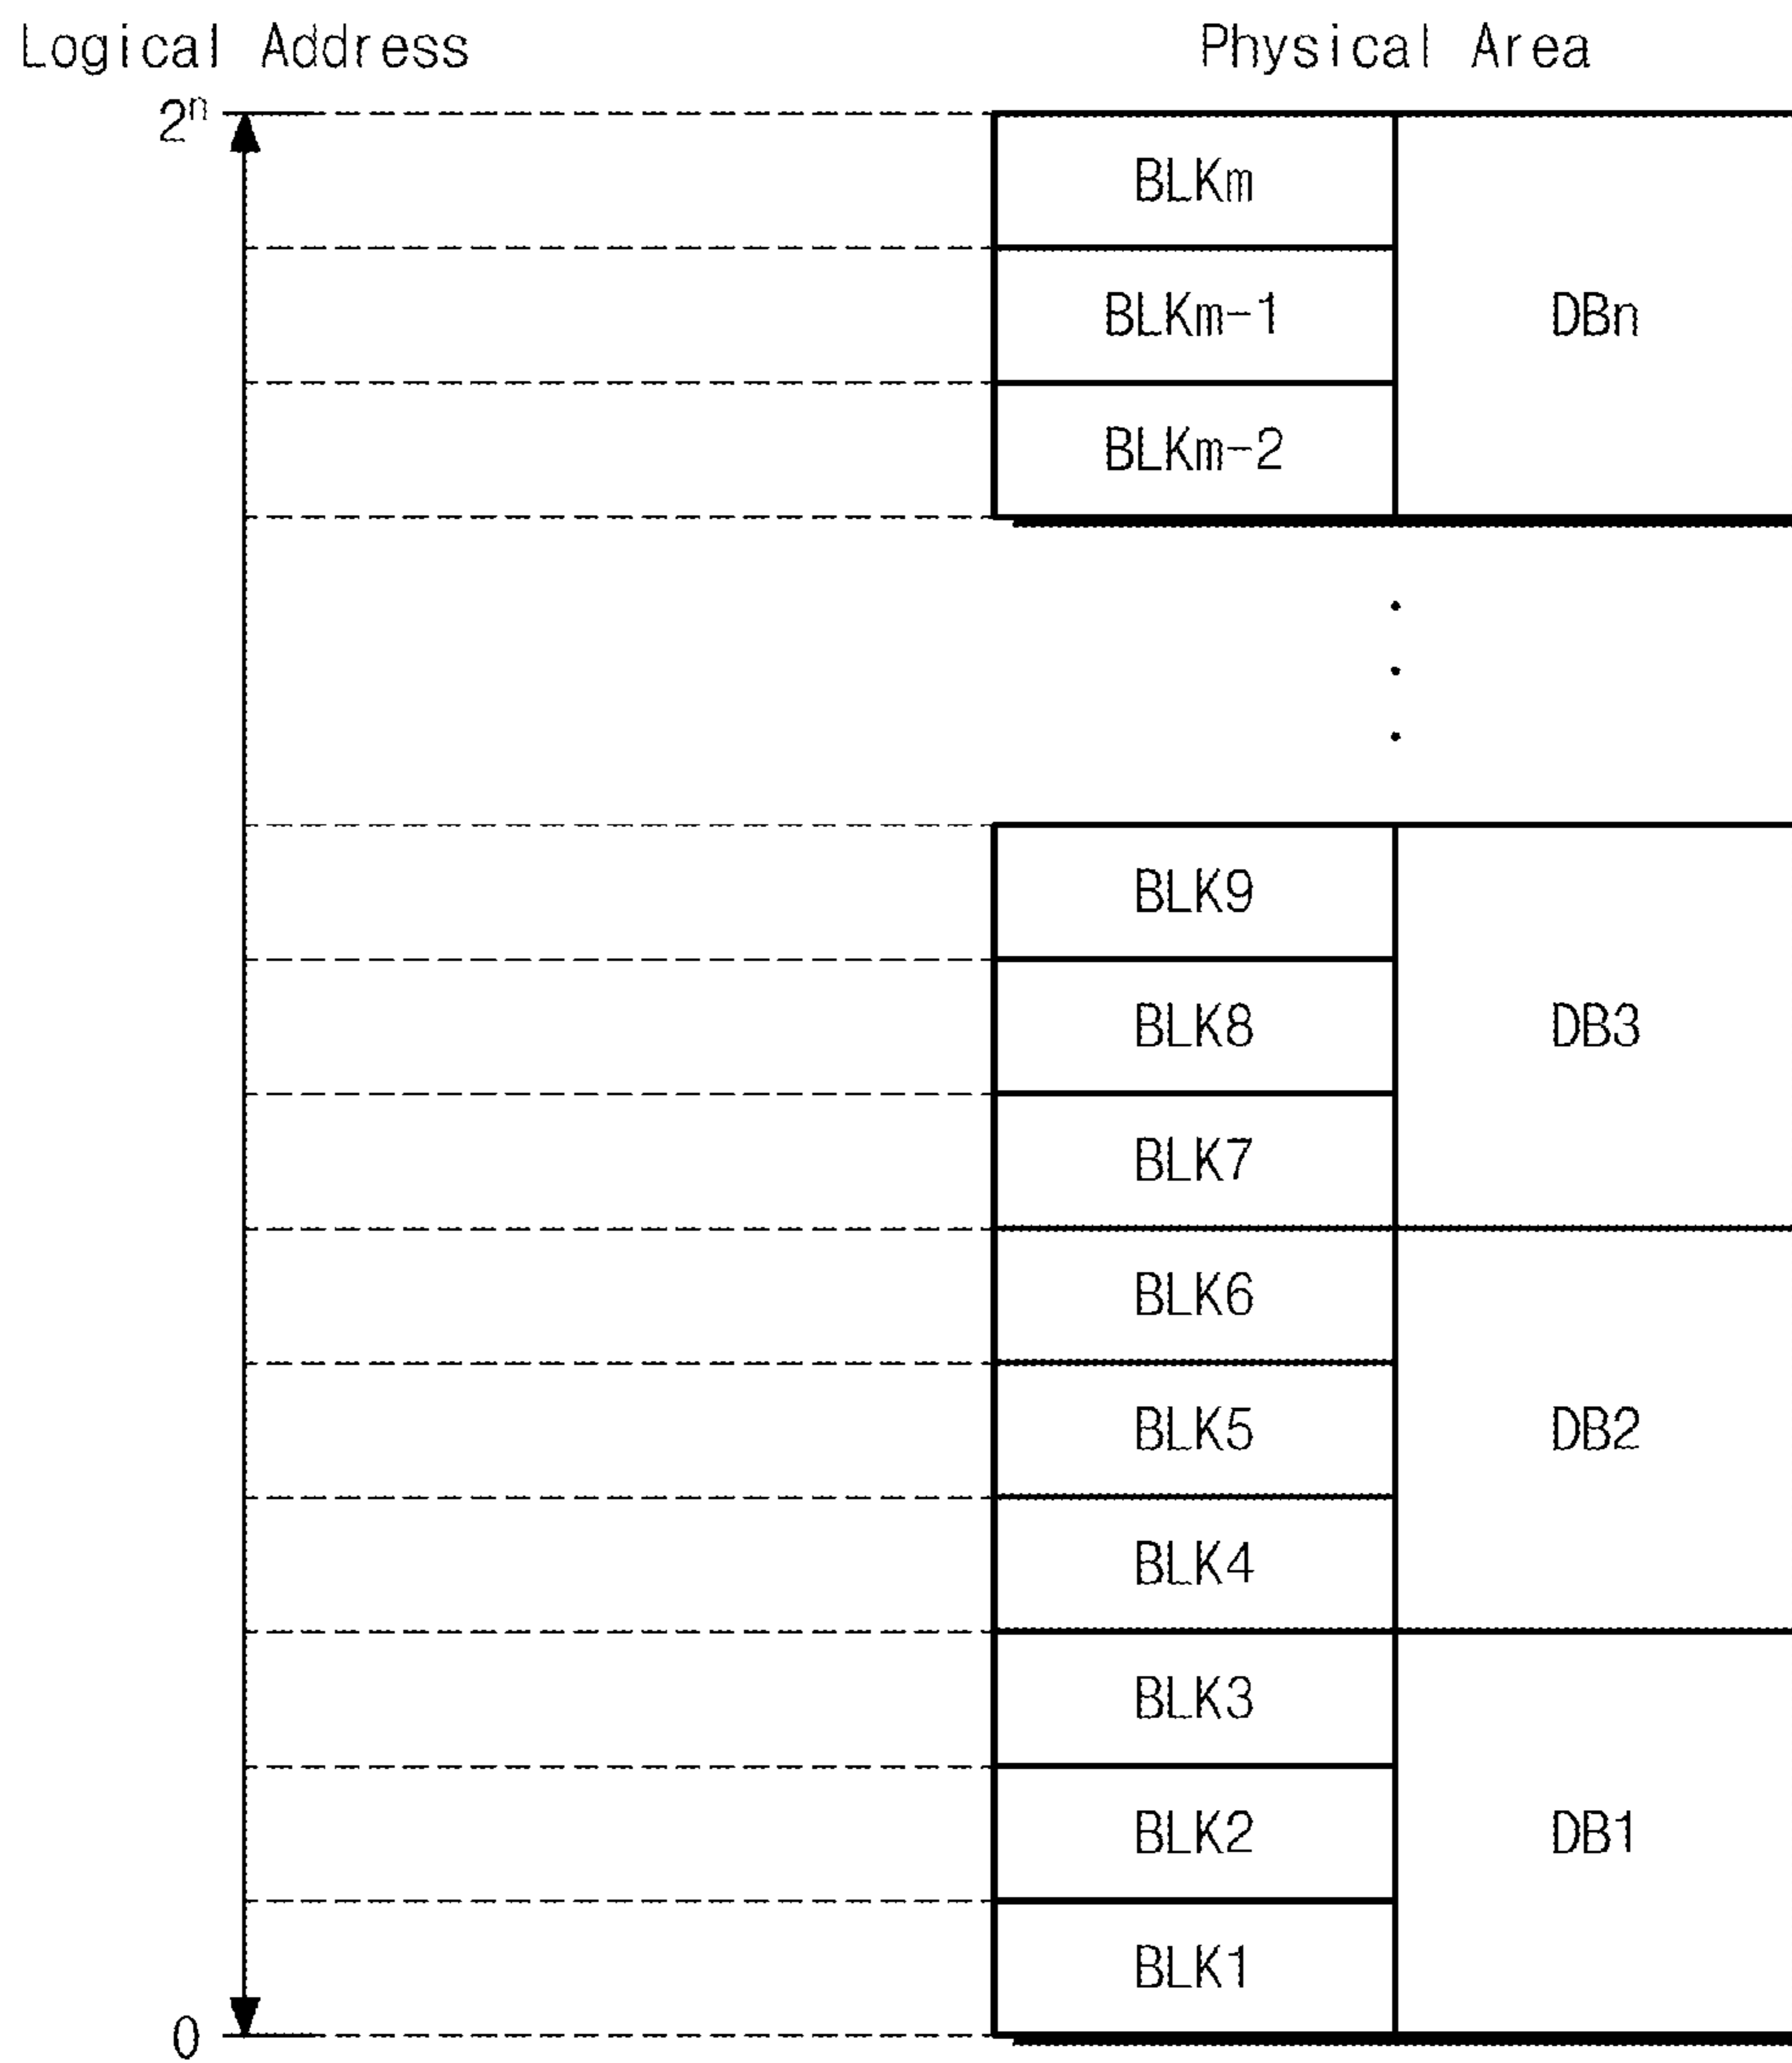 Logical Address
Physical Area
2ⁿ
BLKm
BLKm-1
DBn
BLKm-2
BLK9
BLK8
DB3
BLK7
BLK6
BLK5
DB2
BLK4
BLK3
BLK2
DB1
BLK1
0